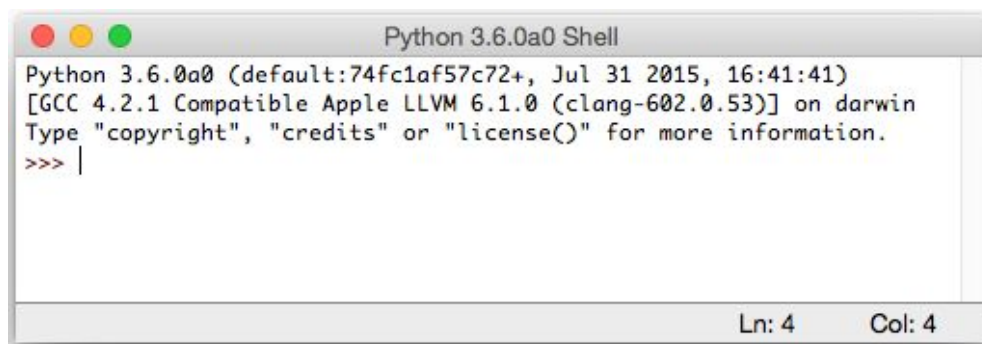 Python 3.6.0a0 Shell
Python 3.6.0a0 (default:74fc1af57c72+, Jul 31 2015, 16:41:41)
[GCC 4.2.1 Compatible Apple LLVM 6.1.0 (clang-602.0.53)] on darwin
Type "copyright", "credits" or "license()" for more information.
>>>
Ln: 4 Col: 4